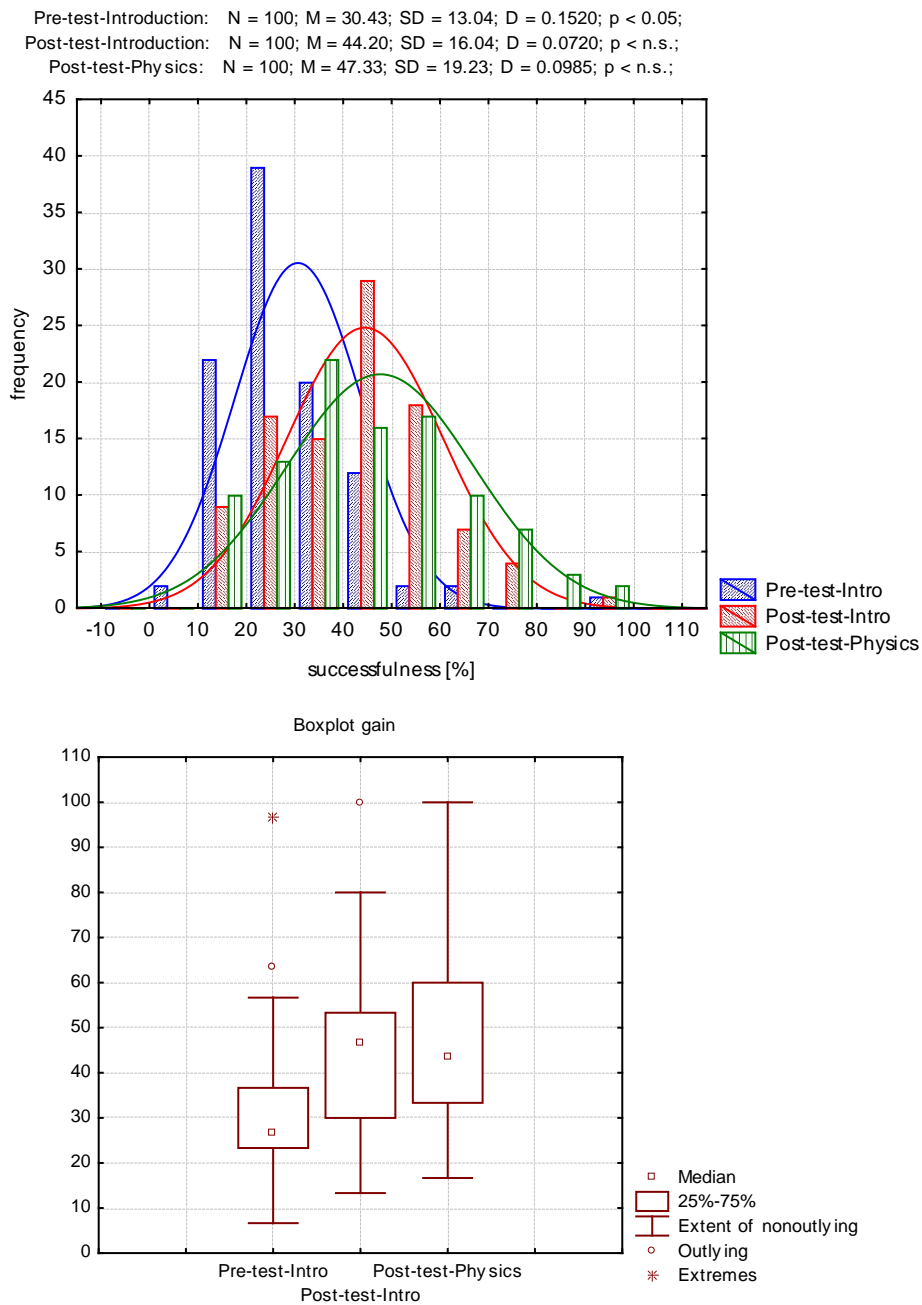 Pre-test-Introduction: N = 100; M = 30.43; SD = 13.04; D = 0.1520; p < 0.05;
Post-test-Introduction: N = 100; M = 44.20; SD = 16.04; D = 0.0720; p < n.s.;
Post-test-Physics: N = 100; M = 47.33; SD = 19.23; D = 0.0985; p < n.s.;
45
40
35
30
25
20
15
10
5
0
frequency
-10 0 10 20 30 40 50 60 70 80 90 100 110
successfulness [%]
Pre-test-Intro
Post-test-Intro
Post-test-Physics
Boxplot gain
110
100
90
80
70
60
50
40
30
20
10
0
Pre-test-Intro Post-test-Physics
Post-test-Intro
Median
25%-75%
Extent of nonoutlying
Outlying
Extremes